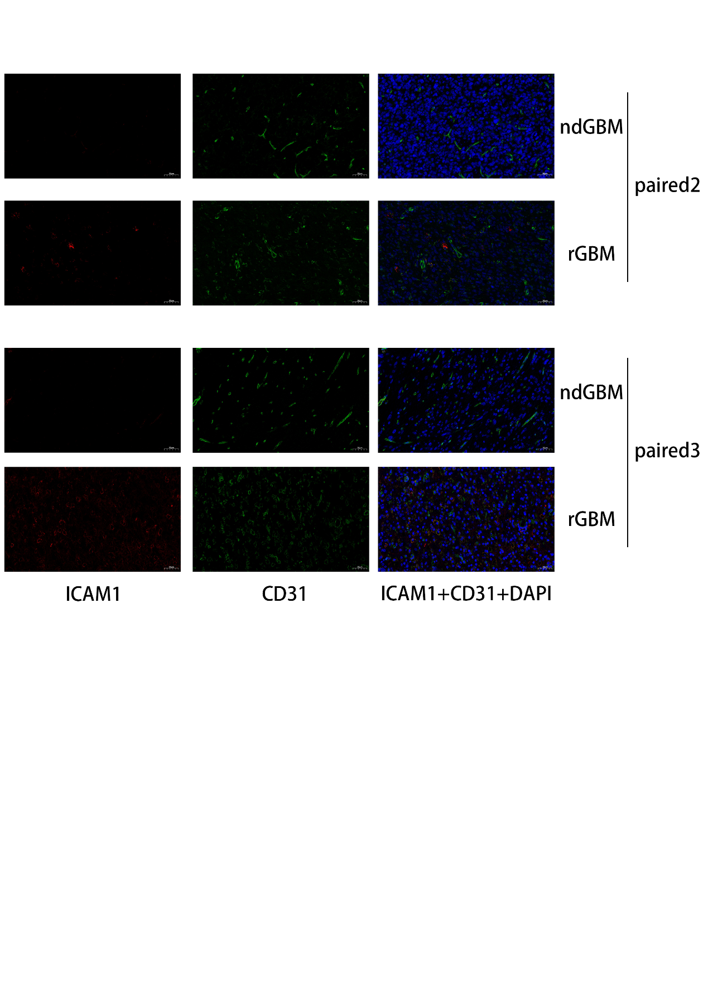 ndGBM
paired2
rGBM
ndGBM
paired3
rGBM
ICAM1 CD31 ICAM1+CD31+DAPI